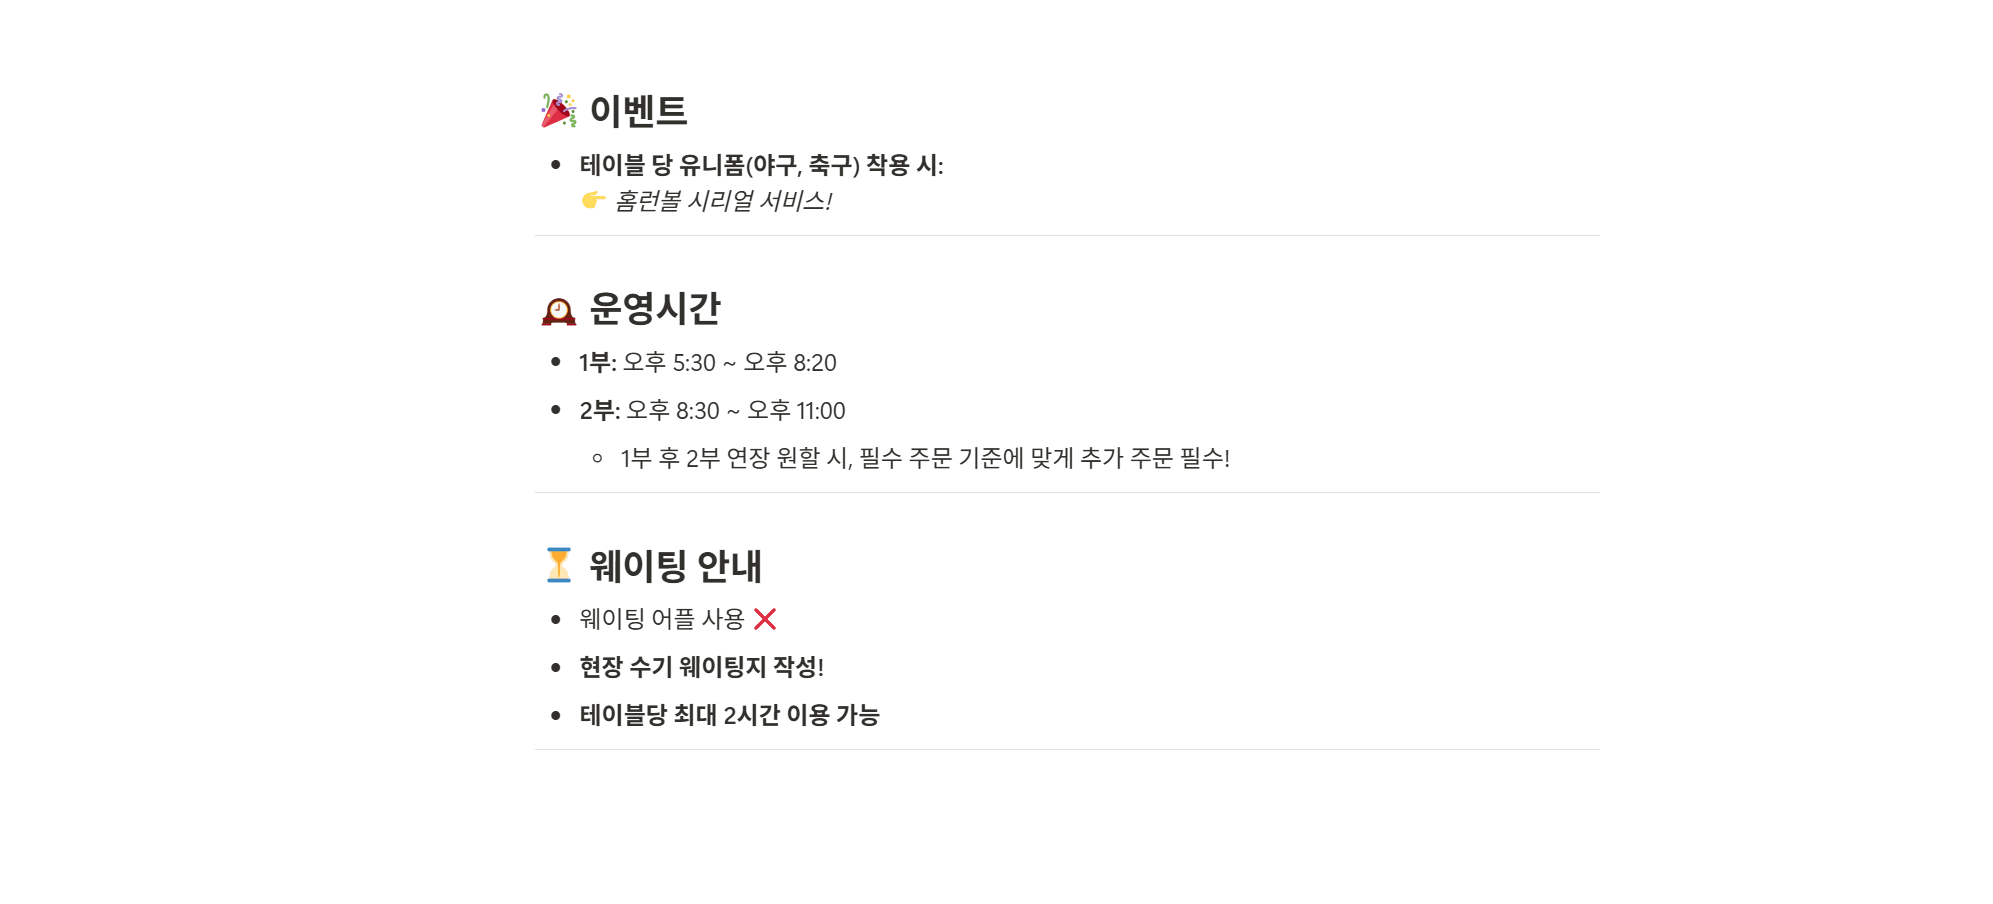 🎉 이벤트
• 테이블 당 유니폼(야구, 축구) 착용 시:
👉 홈런볼 시리얼 서비스!
🕰️ 운영시간
• 1부: 오후 5:30 ~ 오후 8:20
• 2부: 오후 8:30 ~ 오후 11:00
◦ 1부 후 2부 연장 원할 시, 필수 주문 기준에 맞게 추가 주문 필수!
⏳ 웨이팅 안내
• 웨이팅 어플 사용 ❌
• 현장 수기 웨이팅지 작성!
• 테이블당 최대 2시간 이용 가능